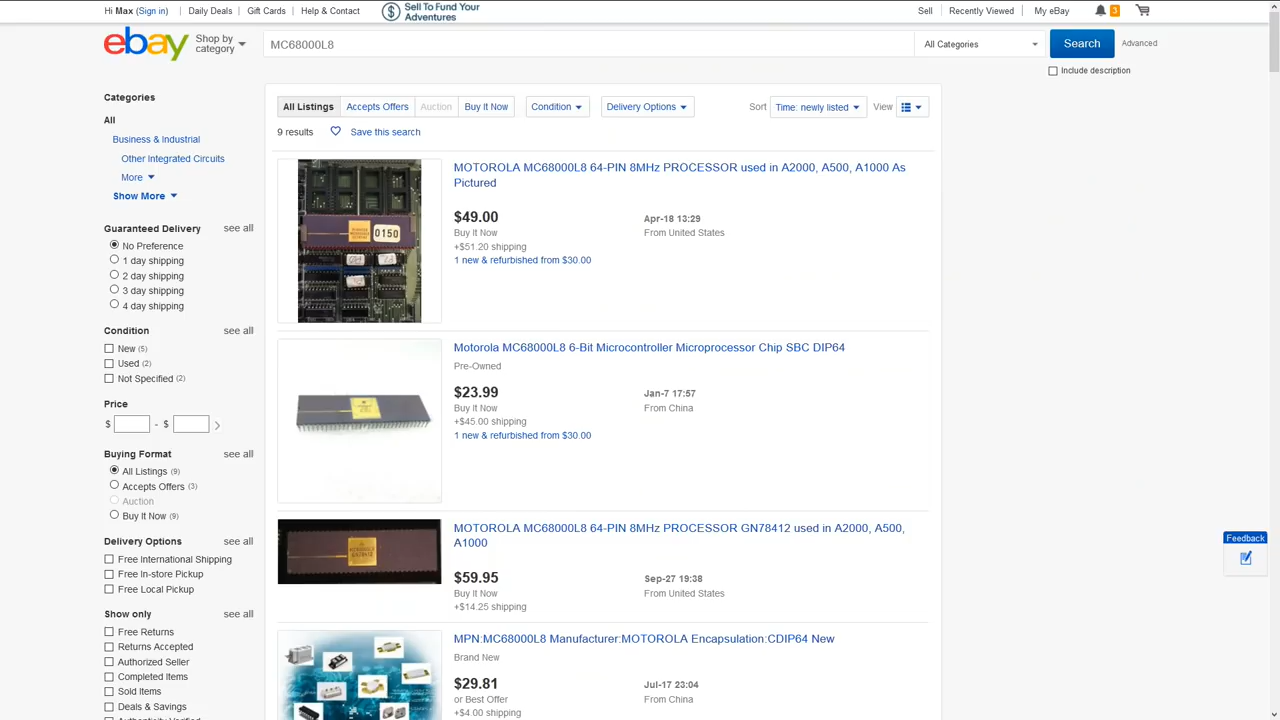 Hi Max (Sign in) Daily Deals Gift Cards Help & Contact Sell To Fund Your Adventures Sell Recently Viewed My eBay 3
ebay Shop by category MC68000L8 All Categories Search Advanced
Include description
Categories
All
Business & Industrial
Other Integrated Circuits
More
Show More
Guaranteed Delivery see all
No Preference
1 day shipping
2 day shipping
3 day shipping
4 day shipping
Condition see all
New (5)
Used (2)
Not Specified (2)
Price
$ - $
Buying Format see all
All Listings (9)
Accepts Offers (3)
Auction
Buy It Now (9)
Delivery Options see all
Free International Shipping
Free In-store Pickup
Free Local Pickup
Show only see all
Free Returns
Returns Accepted
Authorized Seller
Completed Items
Sold Items
Deals & Savings
Authenticity Verified
All Listings Accepts Offers Auction Buy It Now Condition Delivery Options Sort Time: newly listed View
9 results Save this search
MOTOROLA MC68000L8 64-PIN 8MHz PROCESSOR used in A2000, A500, A1000 As
Pictured
$49.00 Apr-18 13:29
Buy It Now From United States
+$51.20 shipping
1 new & refurbished from $30.00
0150
Motorola MC68000L8 6-Bit Microcontroller Microprocessor Chip SBC DIP64
Pre-Owned
$23.99 Jan-7 17:57
Buy It Now From China
+$45.00 shipping
1 new & refurbished from $30.00
MOTOROLA MC68000L8 64-PIN 8MHz PROCESSOR GN78412 used in A2000, A500,
A1000
$59.95 Sep-27 19:38
Buy It Now From United States
+$14.25 shipping
MPN:MC68000L8 Manufacturer:MOTOROLA Encapsulation:CDIP64 New
Brand New
$29.81 Jul-17 23:04
or Best Offer From China
+$4.00 shipping
Feedback